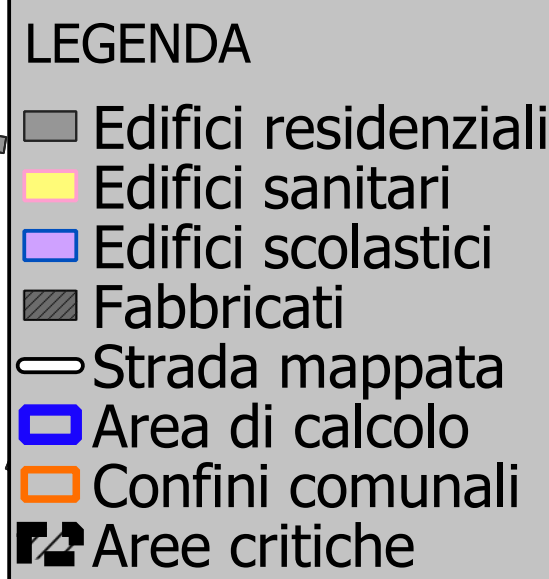 LEGENDA
Edifici residenziali
Edifici sanitari
Edifici scolastici
Fabbricati
Strada mappata
Area di calcolo
Confini comunali
Aree critiche